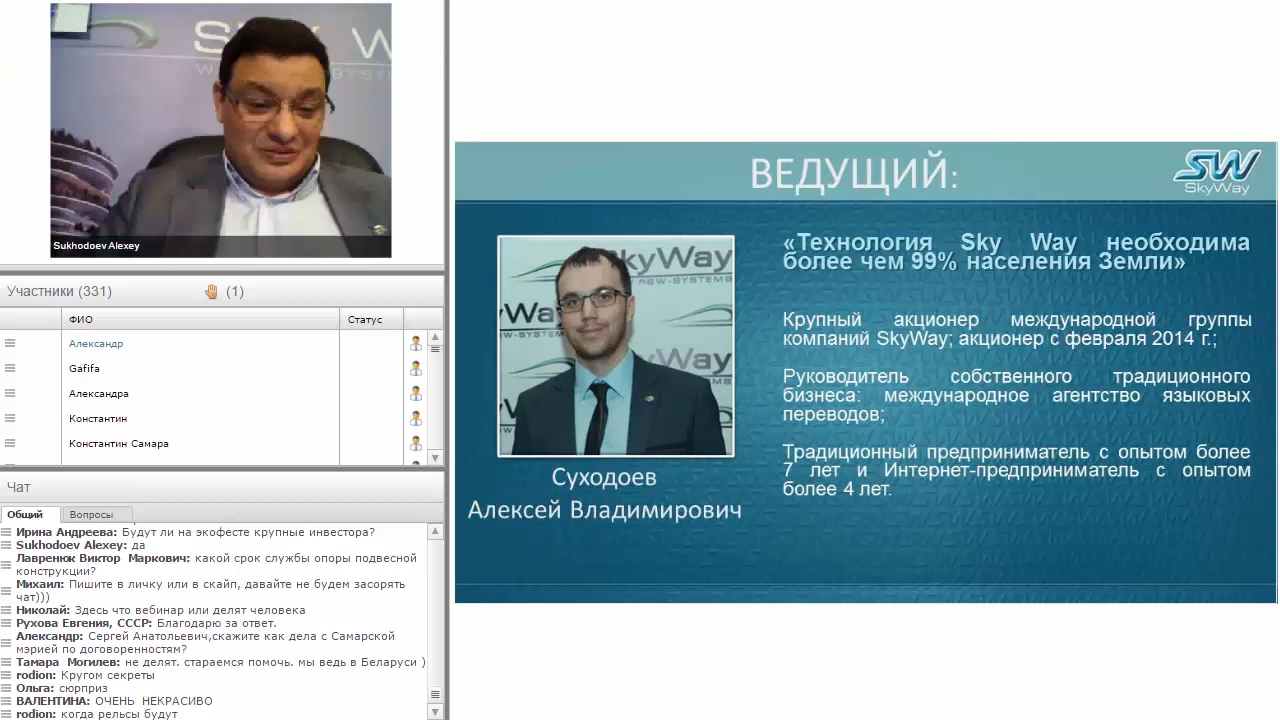 SKY W
Sukhodoev Alexey
Участники (331)
(1)
ФИО
Статус
Александр
Gafifa
Александра
Константин
Константин Самара
Чат
Общий
Вопросы
Ирина Андреева: Будут ли на экофесте крупные инвестора?
Sukhodoev Alexey: да
Лавренюк Виктор Маркович: какой срок службы опоры подвесной
конструкции?
Михаил: Пишите в личку или в скайп, давайте не будем засорять
чат)))
Николай: Здесь что вебинар или делят человека
Рухова Евгения, СССР: Благодарю за ответ.
Александр: Сергей Анатольевич,скажите как дела с Самарской
мэрией по договоренностям?
Тамара Могилев: не делят. стараемся помочь. мы ведь в Беларуси )
rodion: Кругом секреты
Ольга: сюрприз
ВАЛЕНТИНА: ОЧЕНЬ НЕКРАСИВО
rodion: когда рельсы будут
ВЕДУЩИЙ:
SW
SkyWay
SkyWay
Суходоев
Алексей Владимирович
«Технология Sky Way необходима
более чем 99% населения Земли»
Крупный акционер международной группы
компаний SkyWay; акционер с февраля 2014 г.;
Руководитель собственного традиционного
бизнеса: международное агентство языковых
переводов;
Традиционный предприниматель с опытом более
7 лет и Интернет-предприниматель с опытом
более 4 лет.